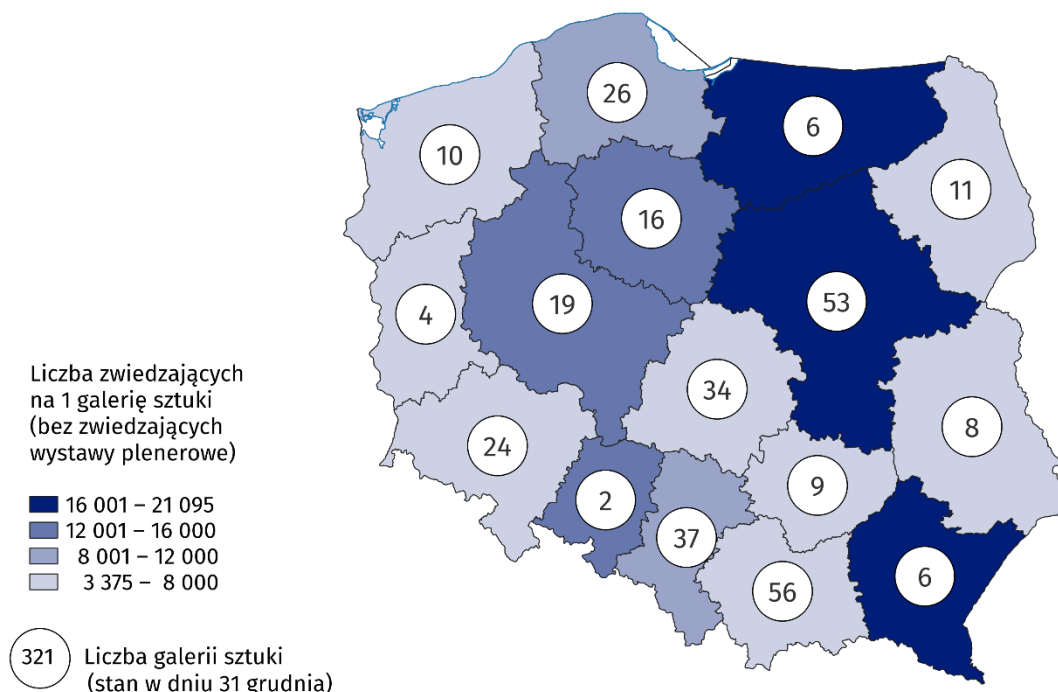 26
6
10
11
16
19
53
4
34
8
24
9
2
37
6
56
Liczba zwiedzających
na 1 galerię sztuki
(bez zwiedzających
wystawy plenerowe)
16 001 – 21 095
12 001 – 16 000
8 001 – 12 000
3 375 – 8 000
321 Liczba galerii sztuki
(stan w dniu 31 grudnia)